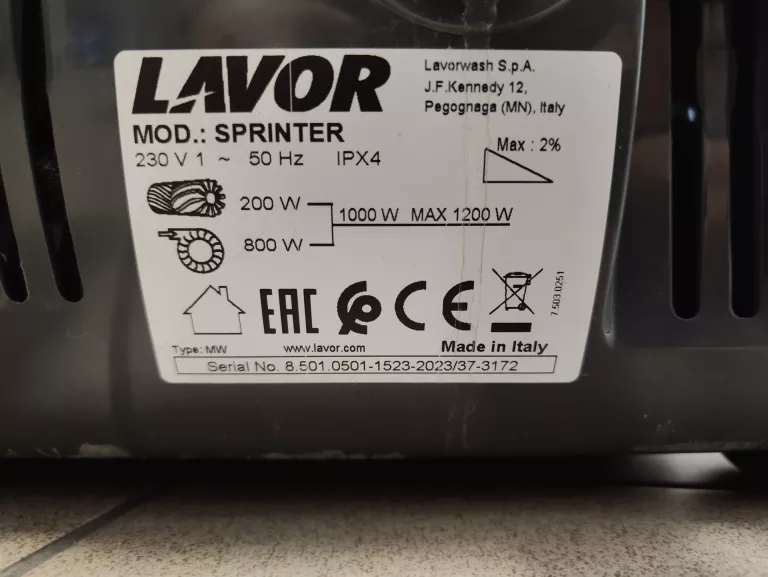 LAVOR
Lavorwash S.p.A.
J.F.Kennedy 12,
Pegognaga (MN), Italy
MOD.: SPRINTER
230 V 1 ~ 50 Hz IPX4
Max : 2%
200 W
1000 W MAX 1200 W
800 W
EAC CE
7.503.0251
Type: MW www.lavor.com Made in Italy
Serial No. 8.501.0501-1523-2023/37-3172